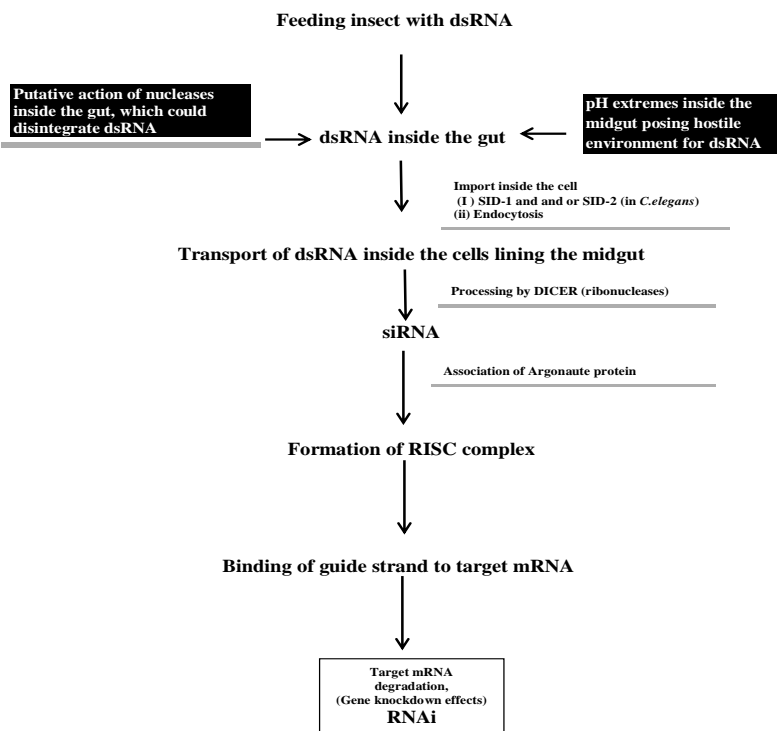 Feeding insect with dsRNA
Putative action of nucleases
inside the gut, which could
disintegrate dsRNA
pH extremes inside the
midgut posing hostile
environment for dsRNA
dsRNA inside the gut
Import inside the cell
(I ) SID-1 and and or SID-2 (in C.elegans)
(ii) Endocytosis
Transport of dsRNA inside the cells lining the midgut
Processing by DICER (ribonucleases)
siRNA
Association of Argonaute protein
Formation of RISC complex
Binding of guide strand to target mRNA
Target mRNA
degradation,
(Gene knockdown effects)
RNAi